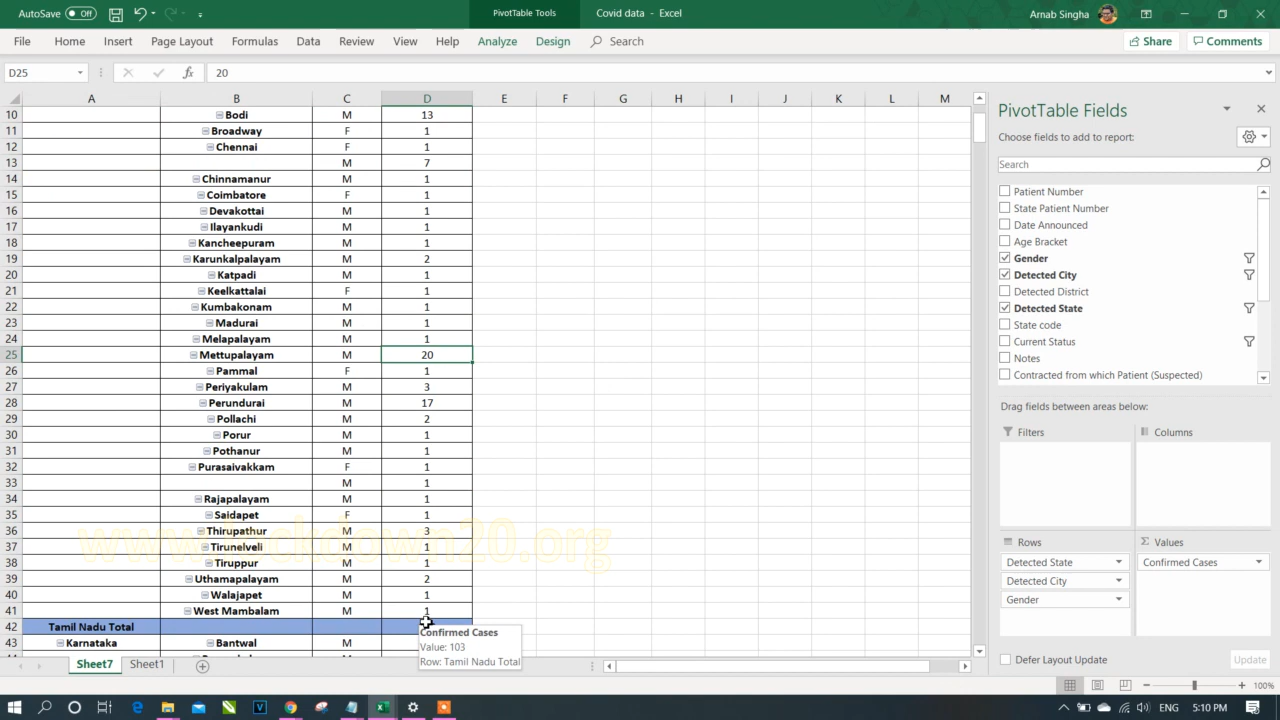 AutoSave Off PivotTable Tools Covid data - Excel Arnab Singha
File Home Insert Page Layout Formulas Data Review View Help Analyze Design Search Share Comments
D25 fx 20
A B C D E F G H I J K L M
10 Bodi M 13
11 Broadway F 1
12 Chennai F 1
13 M 7
14 Chinnamanur M 1
15 Coimbatore F 1
16 Devakottai M 1
17 Ilayankudi M 1
18 Kancheepuram M 1
19 Karunkalpalayam M 2
20 Katpadi M 1
21 Keelkattalai F 1
22 Kumbakonam M 1
23 Madurai M 1
24 Melapalayam M 1
25 Mettupalayam M 20
26 Pammal F 1
27 Periyakulam M 3
28 Perundurai M 17
29 Pollachi M 2
30 Porur M 1
31 Pothanur M 1
32 Purasaivakkam F 1
33 M 1
34 Rajapalayam M 1
35 Saidapet F 1
36 Thirupathur M 3
37 Tirunelveli M 1
38 Tiruppur M 1
39 Uthamapalayam M 2
40 Walajapet M 1
41 West Mambalam M 1
42 Tamil Nadu Total
43 Karnataka Bantwal M
www.lockdown20.org
Confirmed Cases
Value: 103
Row: Tamil Nadu Total
Sheet7 Sheet1
PivotTable Fields
Choose fields to add to report:
Search
Patient Number
State Patient Number
Date Announced
Age Bracket
Gender
Detected City
Detected District
Detected State
State code
Current Status
Notes
Contracted from which Patient (Suspected)
Drag fields between areas below:
Filters Columns
Rows Σ Values
Detected State Confirmed Cases
Detected City
Gender
Defer Layout Update Update
100%
ENG 5:10 PM